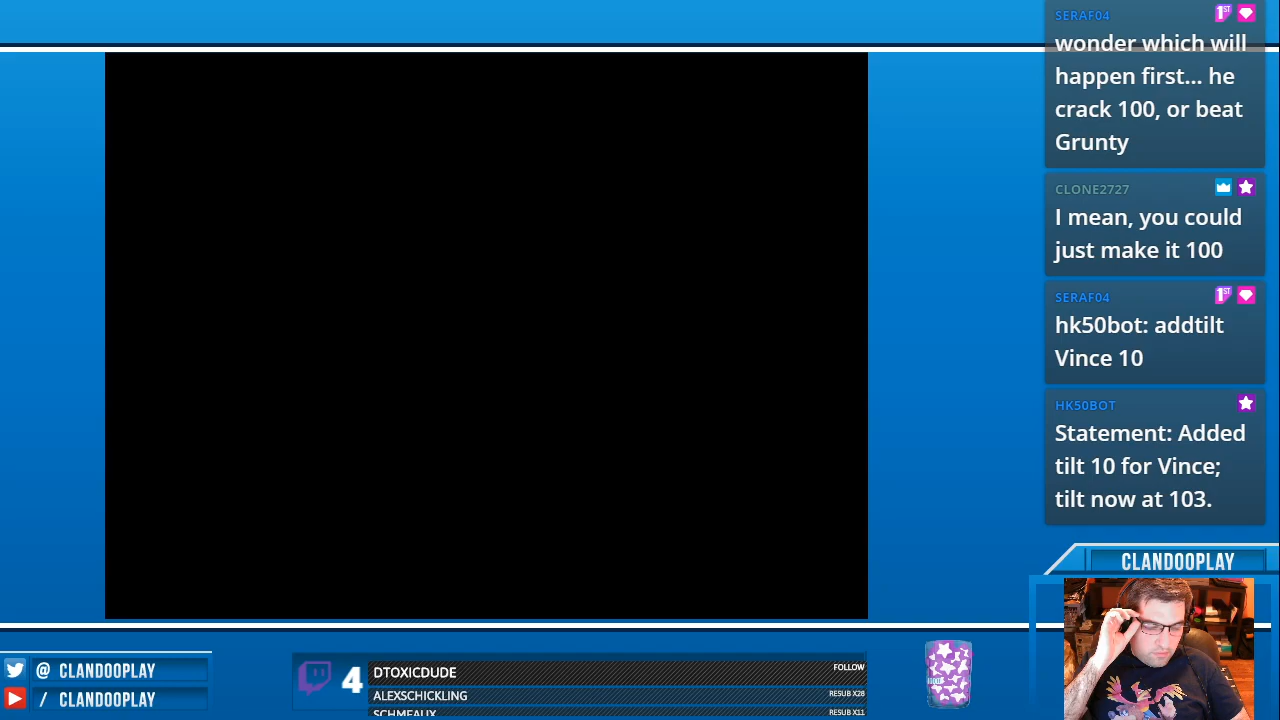 SERAF04
wonder which will
happen first... he
crack 100, or beat
Grunty
CLONE2727
I mean, you could
just make it 100
SERAF04
hk50bot: addtilt
Vince 10
HK50BOT
Statement: Added
tilt 10 for Vince;
tilt now at 103.
CLANDOOPLAY
@ CLANDOOPLAY
/ CLANDOOPLAY
4
DTOXICDUDE FOLLOW
ALEXSCHICKLING RESUB X28
SCHMEAUX RESUB X11